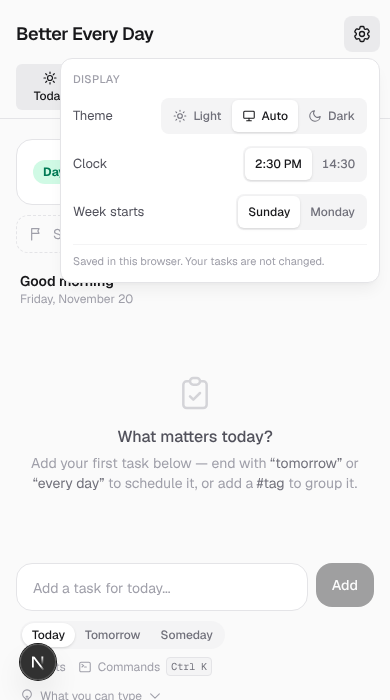 Better Every Day
Toda
DISPLAY
Theme
Light
Auto
Dark
Clock
2:30 PM
14:30
Week starts
Sunday
Monday
Saved in this browser. Your tasks are not changed.
Good morning
Friday, November 20
What matters today?
Add your first task below — end with “tomorrow” or
“every day” to schedule it, or add a #tag to group it.
Add a task for today...
Add
Today
Tomorrow
Someday
N
ts
Commands
Ctrl K
What you can type